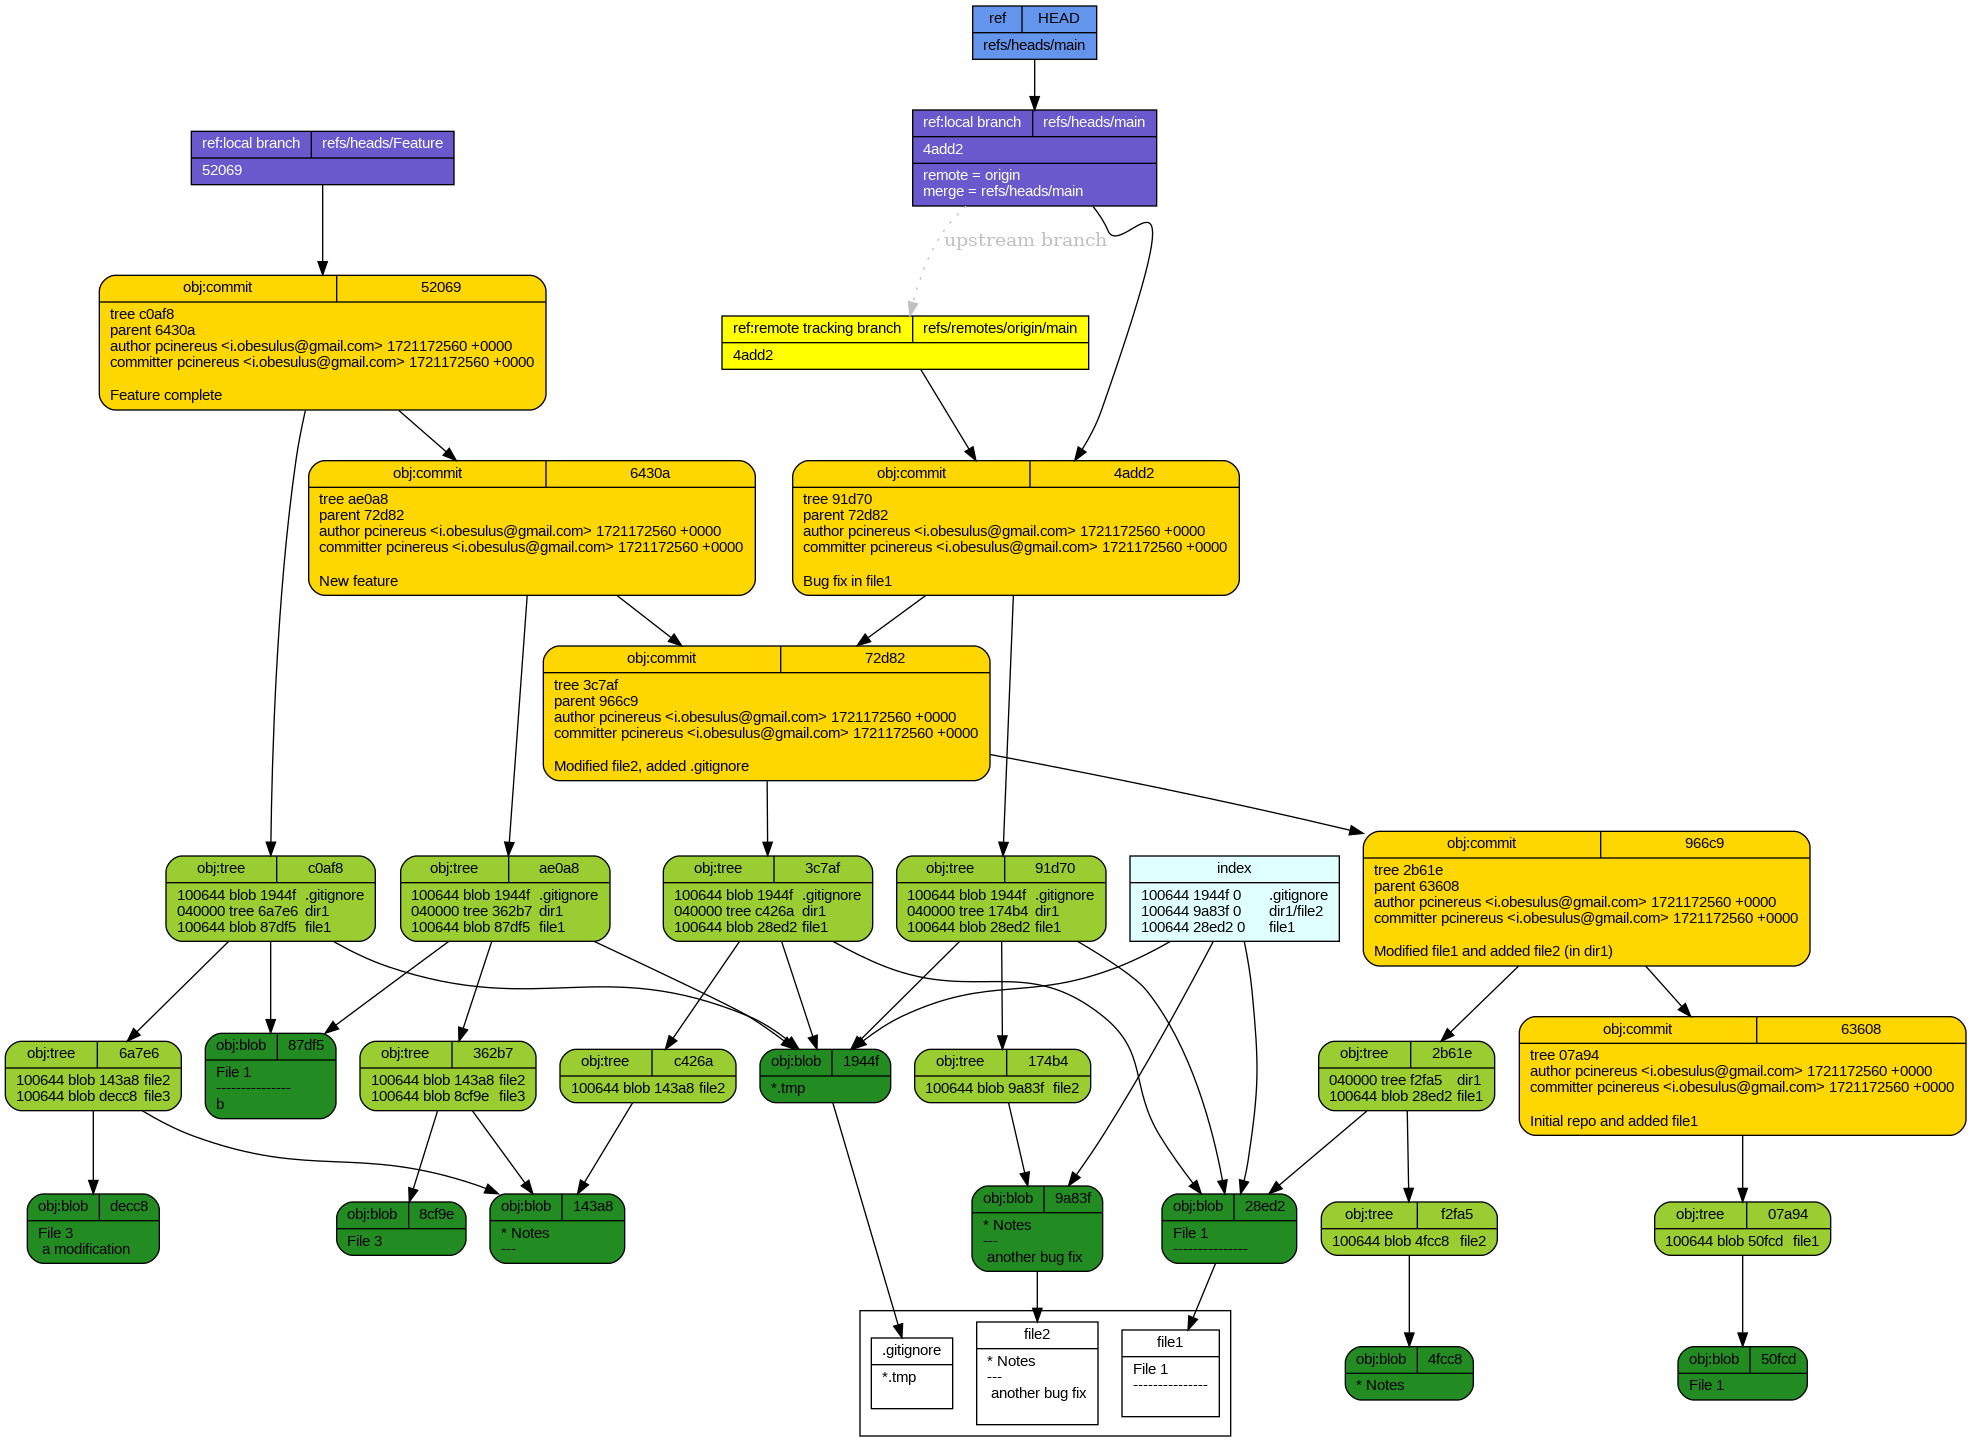 ref HEAD
refs/heads/main
ref:local branch refs/heads/main
4add2
remote = origin
merge = refs/heads/main
ref:local branch refs/heads/Feature
52069
upstream branch
obj:commit 52069
tree c0af8
parent 6430a
author pcinereus <i.obesulus@gmail.com> 1721172560 +0000
committer pcinereus <i.obesulus@gmail.com> 1721172560 +0000
Feature complete
ref:remote tracking branch refs/remotes/origin/main
4add2
obj:commit 6430a
tree ae0a8
parent 72d82
author pcinereus <i.obesulus@gmail.com> 1721172560 +0000
committer pcinereus <i.obesulus@gmail.com> 1721172560 +0000
New feature
obj:commit 4add2
tree 91d70
parent 72d82
author pcinereus <i.obesulus@gmail.com> 1721172560 +0000
committer pcinereus <i.obesulus@gmail.com> 1721172560 +0000
Bug fix in file1
obj:commit 72d82
tree 3c7af
parent 966c9
author pcinereus <i.obesulus@gmail.com> 1721172560 +0000
committer pcinereus <i.obesulus@gmail.com> 1721172560 +0000
Modified file2, added .gitignore
obj:commit 966c9
tree 2b61e
parent 63608
author pcinereus <i.obesulus@gmail.com> 1721172560 +0000
committer pcinereus <i.obesulus@gmail.com> 1721172560 +0000
Modified file1 and added file2 (in dir1)
obj:tree c0af8
100644 blob 1944f .gitignore
040000 tree 6a7e6 dir1
100644 blob 87df5 file1
obj:tree ae0a8
100644 blob 1944f .gitignore
040000 tree 362b7 dir1
100644 blob 87df5 file1
obj:tree 3c7af
100644 blob 1944f .gitignore
040000 tree c426a dir1
100644 blob 28ed2 file1
obj:tree 91d70
100644 blob 1944f .gitignore
040000 tree 174b4 dir1
100644 blob 28ed2 file1
index
100644 1944f 0 .gitignore
100644 9a83f 0 dir1/file2
100644 28ed2 0 file1
obj:commit 63608
tree 07a94
author pcinereus <i.obesulus@gmail.com> 1721172560 +0000
committer pcinereus <i.obesulus@gmail.com> 1721172560 +0000
Initial repo and added file1
obj:tree 6a7e6
100644 blob 143a8 file2
100644 blob decc8 file3
obj:blob 87df5
File 1
---------------
b
obj:tree 362b7
100644 blob 143a8 file2
100644 blob 8cf9e file3
obj:tree c426a
100644 blob 143a8 file2
obj:blob 1944f
*.tmp
obj:tree 174b4
100644 blob 9a83f file2
obj:tree 2b61e
040000 tree f2fa5 dir1
100644 blob 28ed2 file1
obj:blob decc8
File 3
a modification
obj:blob 8cf9e
File 3
obj:blob 143a8
* Notes
---
obj:blob 9a83f
* Notes
---
another bug fix
obj:blob 28ed2
File 1
---------------
obj:tree f2fa5
100644 blob 4fcc8 file2
obj:tree 07a94
100644 blob 50fcd file1
.gitignore
*.tmp
file2
* Notes
---
another bug fix
file1
File 1
---------------
obj:blob 4fcc8
* Notes
obj:blob 50fcd
File 1